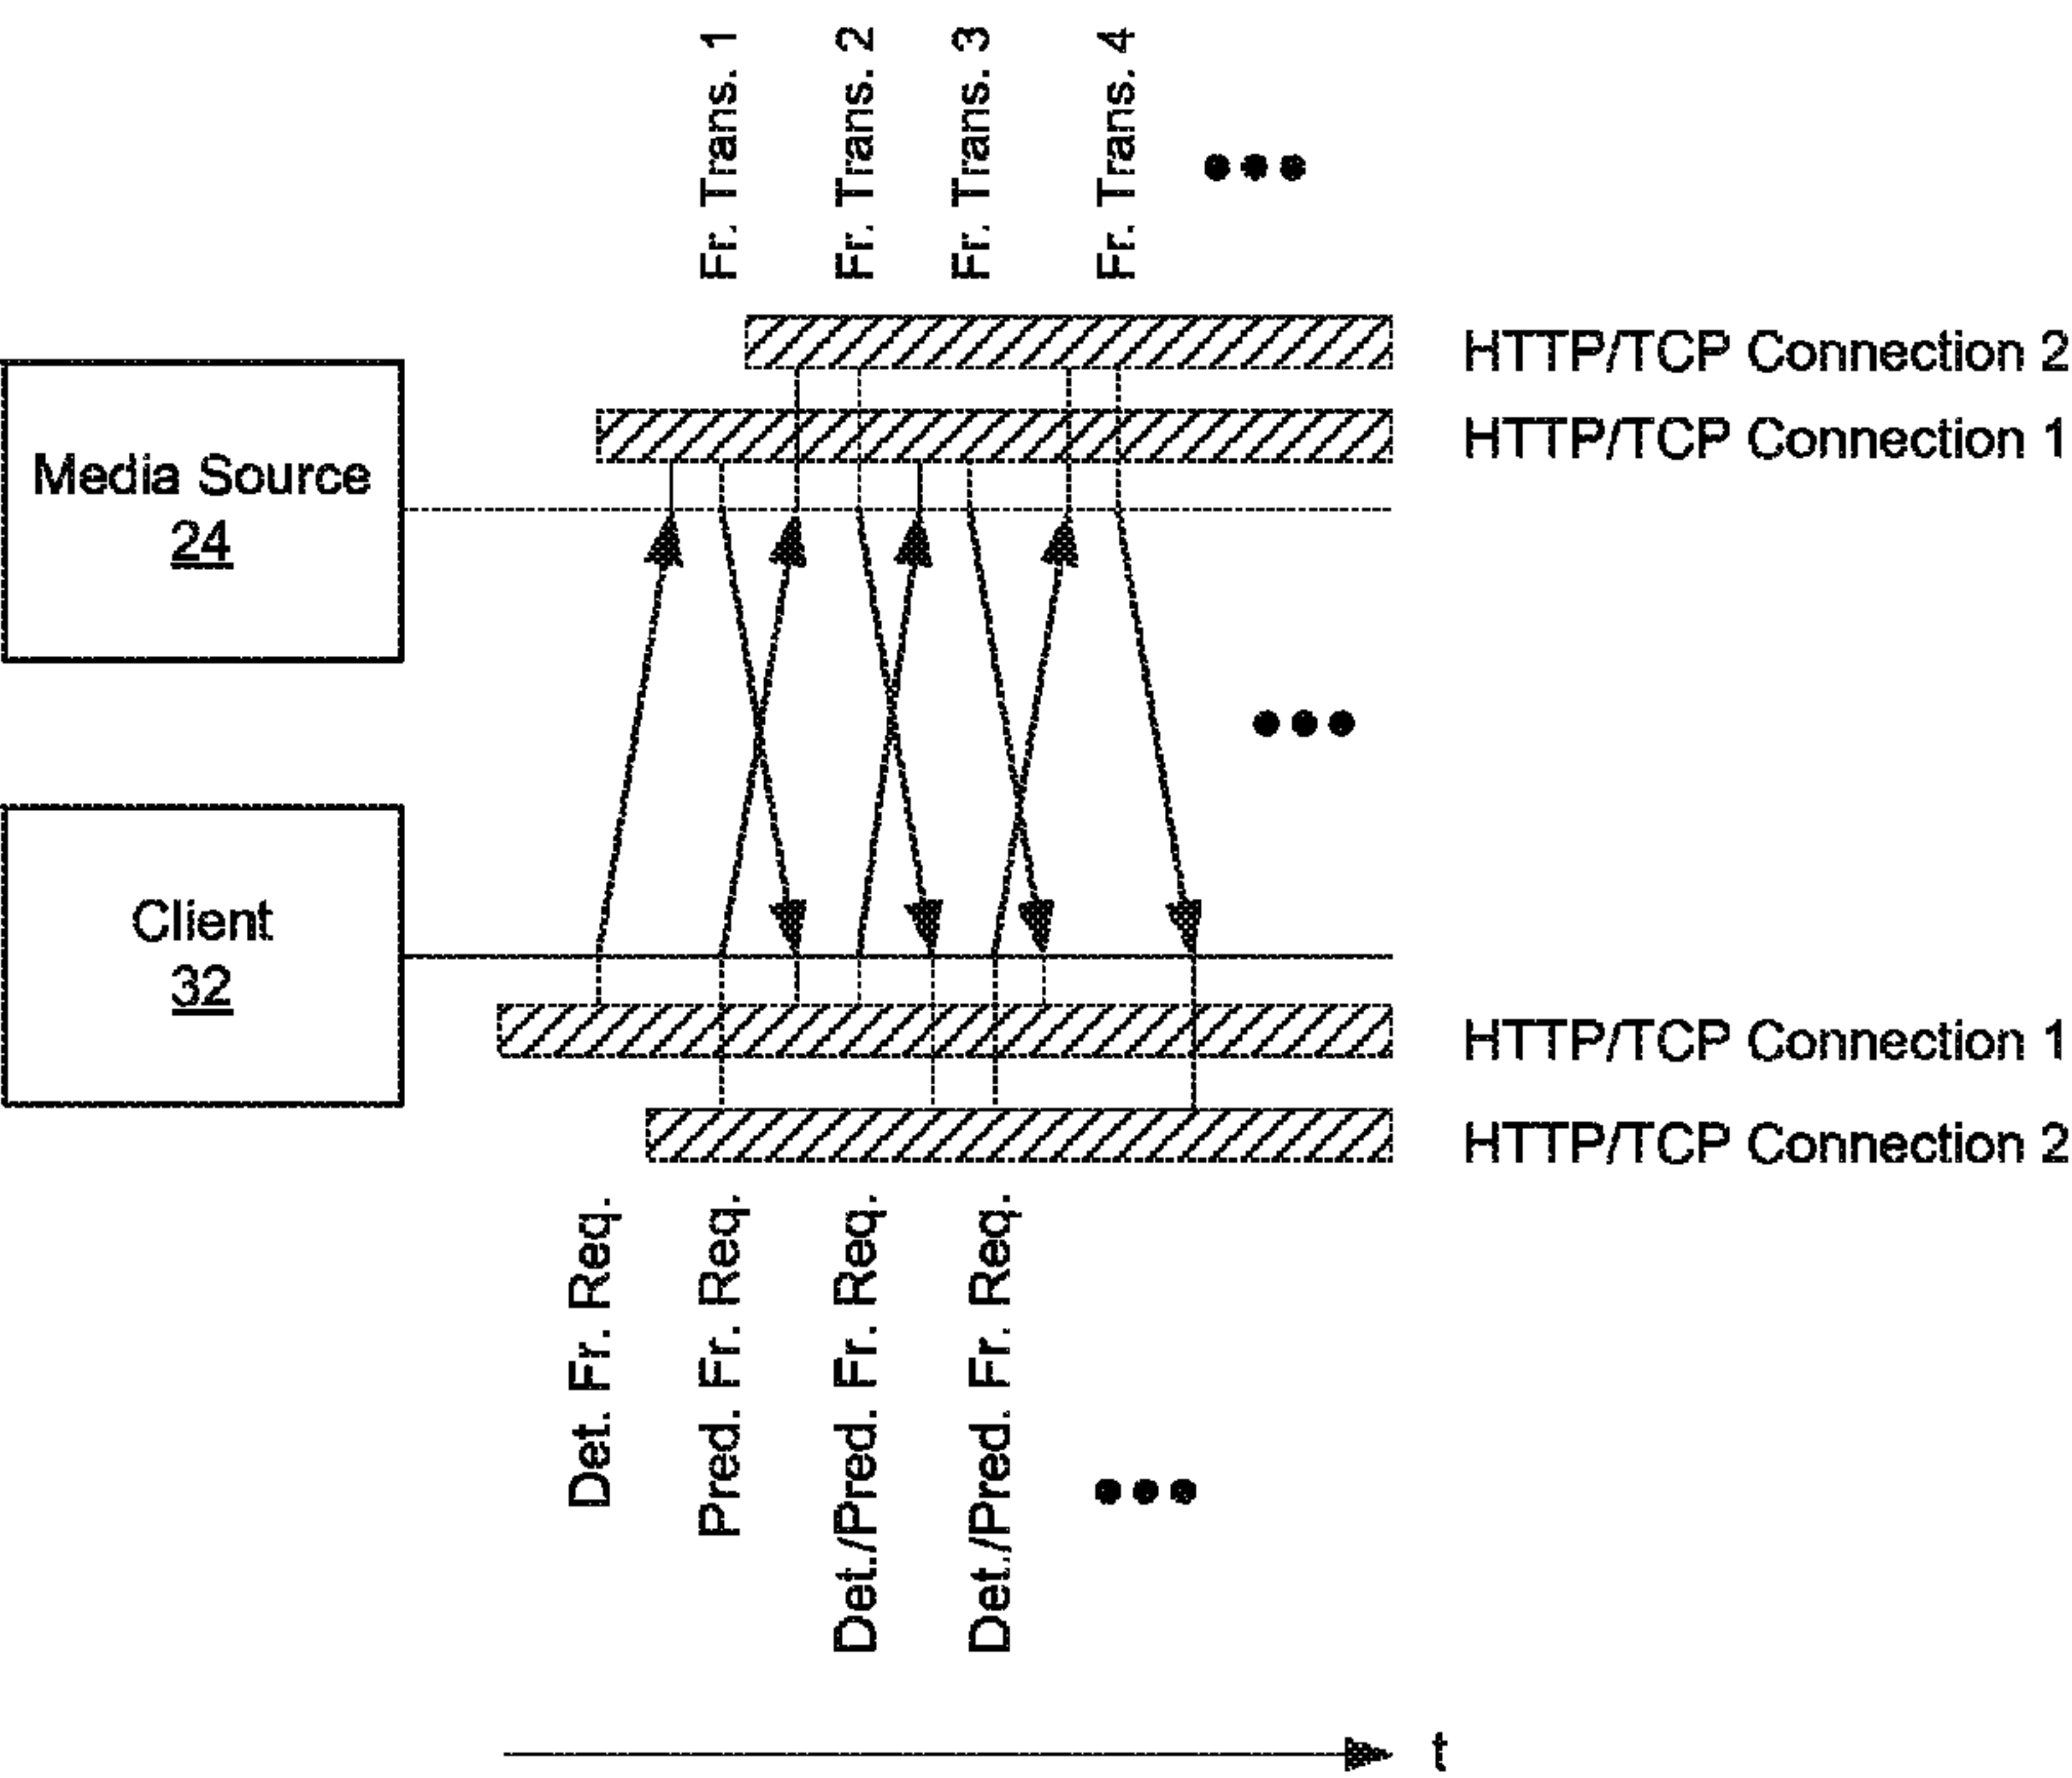 Fr. Trans. 1
Fr. Trans. 2
Fr. Trans. 3
Fr. Trans. 4
HTTP/TCP Connection 2
HTTP/TCP Connection 1
Media Source
24
Client
32
HTTP/TCP Connection 1
HTTP/TCP Connection 2
Det. Fr. Req.
Pred. Fr. Req.
Det./Pred. Fr. Req.
Det./Pred. Fr. Req.
t